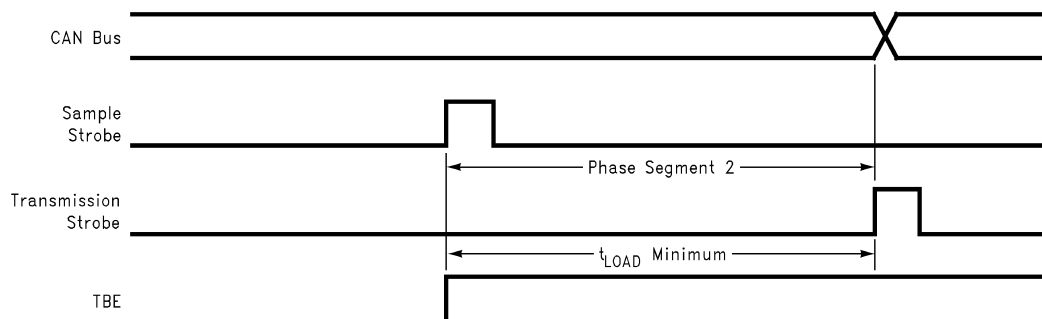 CAN Bus
Sample
Strobe
Phase Segment 2
Transmission
Strobe
tLOAD Minimum
TBE